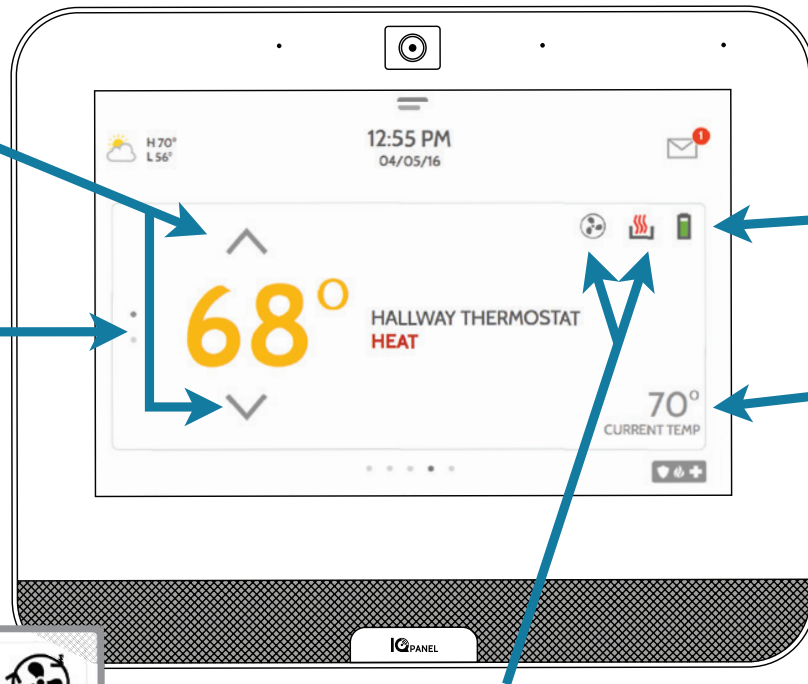 12:55 PM
04/05/16
H 70°
L 56°
1
68°
HALLWAY THERMOSTAT
HEAT
70°
CURRENT TEMP
IQ PANEL